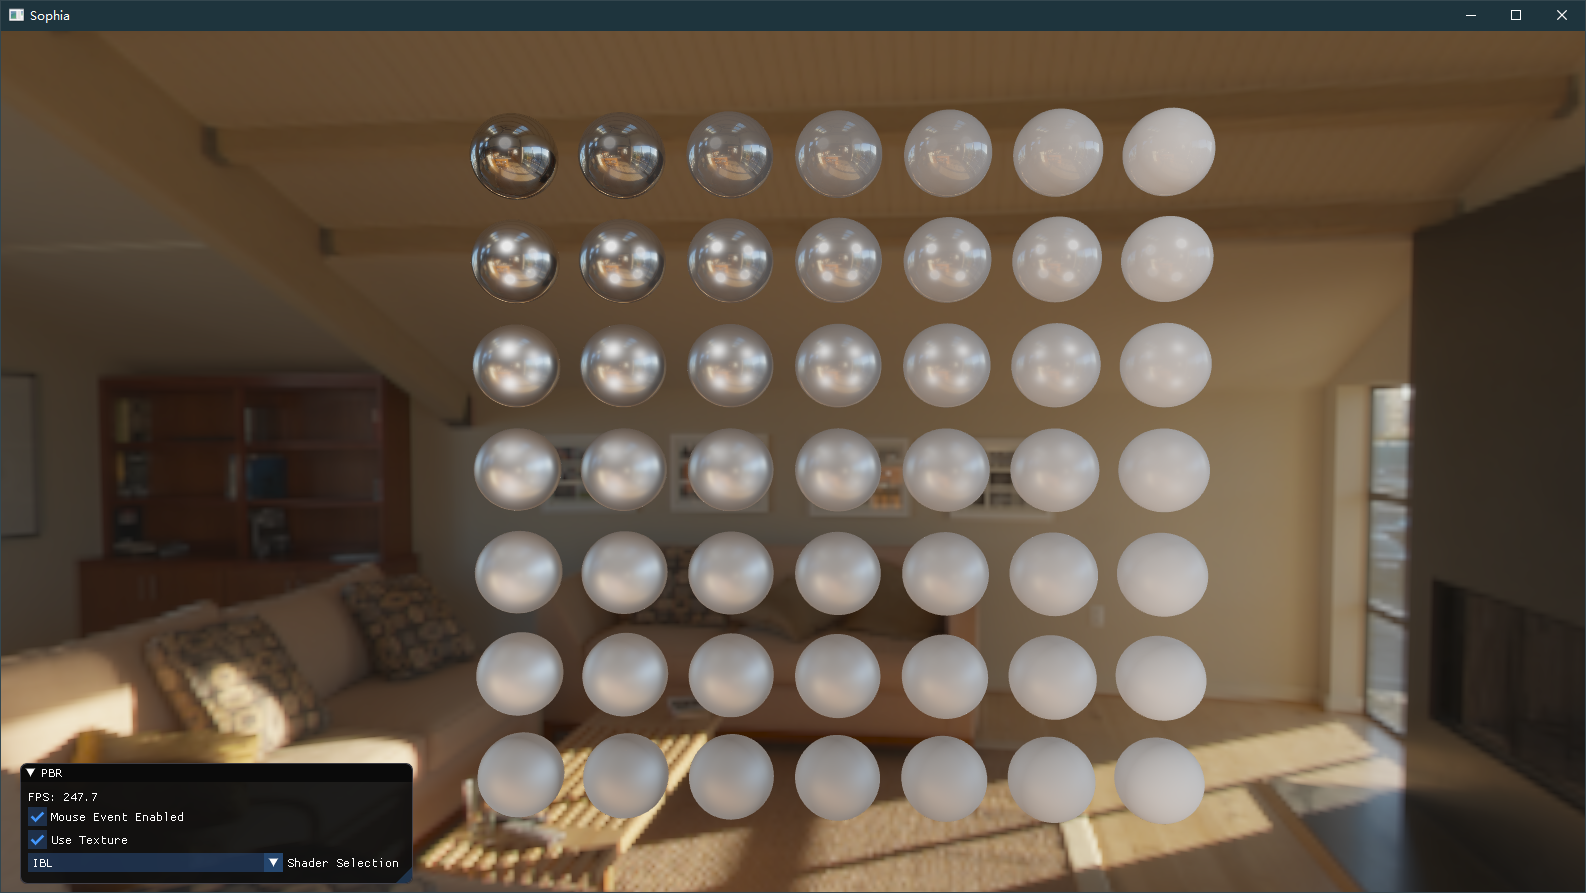 Sophia
PBR
FPS: 247.7
Mouse Event Enabled
Use Texture
IBL Shader Selection